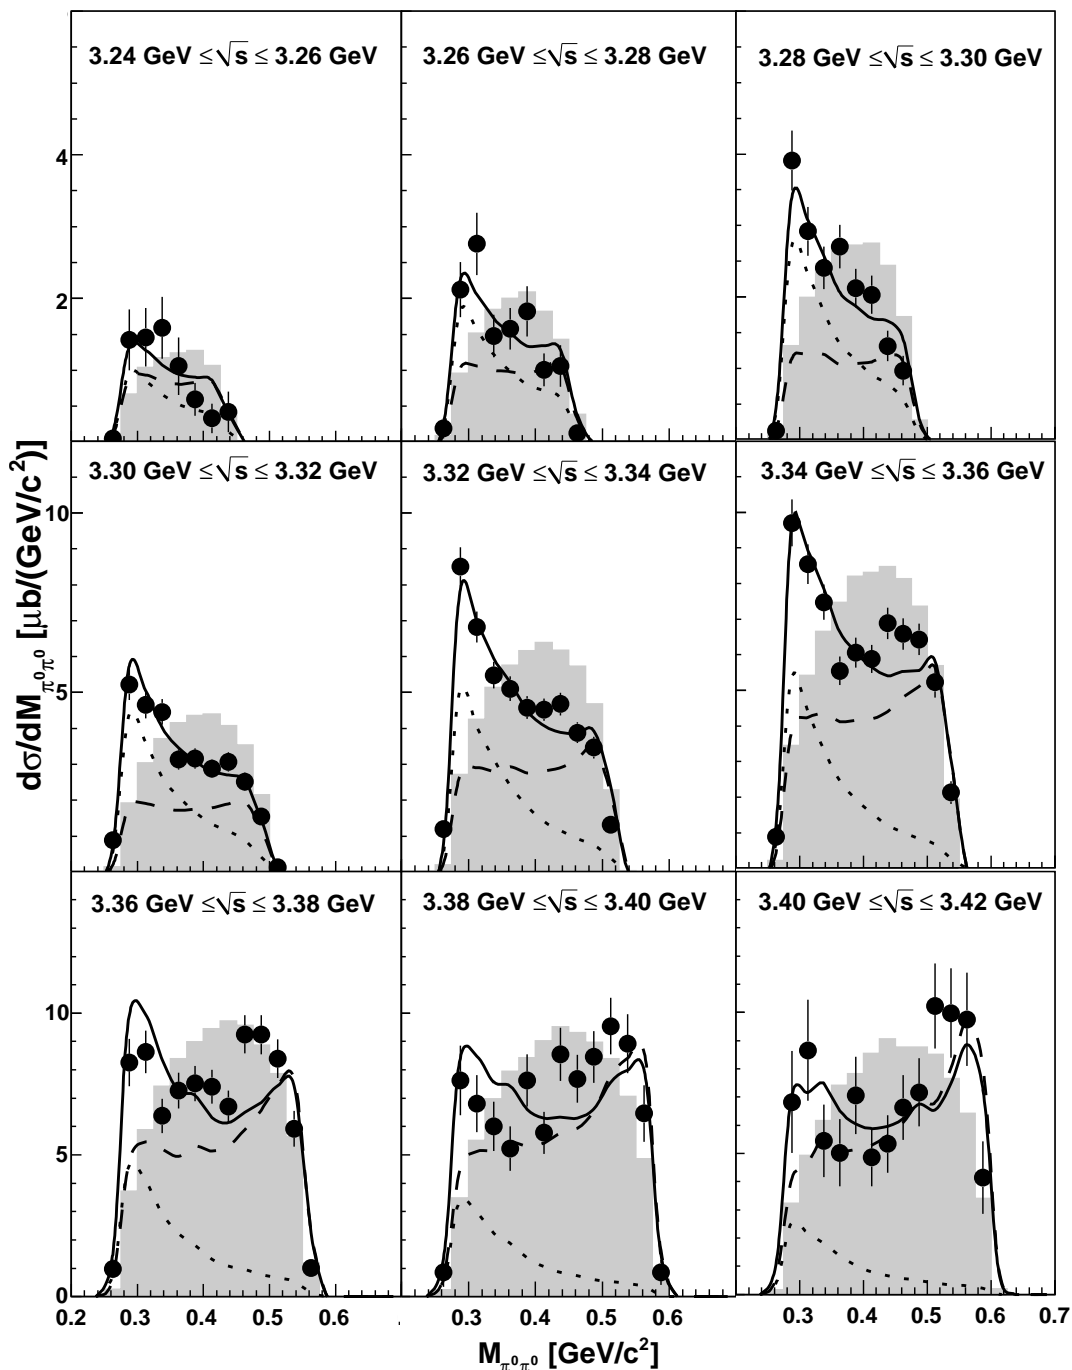 3.24 GeV ≤√s ≤ 3.26 GeV
3.26 GeV ≤√s ≤ 3.28 GeV
3.28 GeV ≤√s ≤ 3.30 GeV
4
2
3.30 GeV ≤√s ≤ 3.32 GeV
3.32 GeV ≤√s ≤ 3.34 GeV
3.34 GeV ≤√s ≤ 3.36 GeV
10
5
dσ/dM_π⁰π⁰ [μb/(GeV/c²)]
3.36 GeV ≤√s ≤ 3.38 GeV
3.38 GeV ≤√s ≤ 3.40 GeV
3.40 GeV ≤√s ≤ 3.42 GeV
10
5
0
0.2 0.3 0.4 0.5 0.6 0.3 0.4 0.5 0.6 0.3 0.4 0.5 0.6 0.7
M_π⁰π⁰ [GeV/c²]